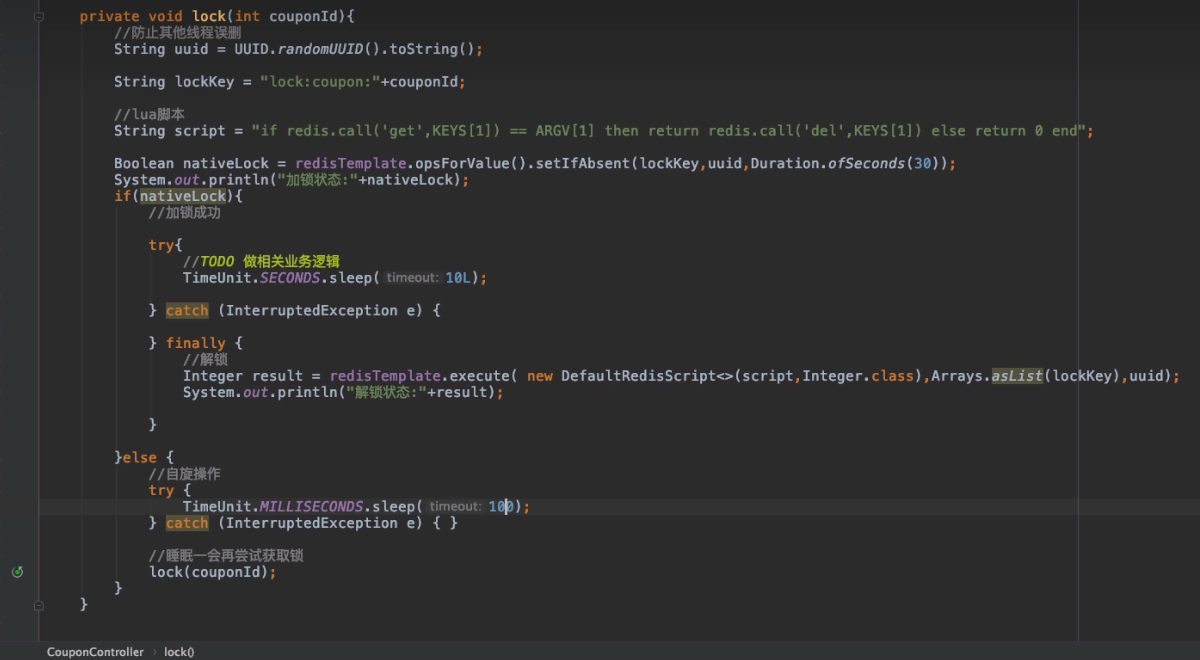 private void lock(int couponId){
//防止其他线程误删
String uuid = UUID.randomUUID().toString();
String lockKey = "lock:coupon:"+couponId;
//lua脚本
String script = "if redis.call('get',KEYS[1]) == ARGV[1] then return redis.call('del',KEYS[1]) else return 0 end";
Boolean nativeLock = redisTemplate.opsForValue().setIfAbsent(lockKey,uuid,Duration.ofSeconds(30));
System.out.println("加锁状态:"+nativeLock);
if(nativeLock){
//加锁成功
try{
//TODO 做相关业务逻辑
TimeUnit.SECONDS.sleep( timeout: 10L);
} catch (InterruptedException e) {
} finally {
//解锁
Integer result = redisTemplate.execute( new DefaultRedisScript<>(script,Integer.class),Arrays.asList(lockKey),uuid);
System.out.println("解锁状态:"+result);
}
}else {
//自旋操作
try {
TimeUnit.MILLISECONDS.sleep( timeout: 100);
} catch (InterruptedException e) { }
//睡眠一会再尝试获取锁
lock(couponId);
}
}
CouponController › lock()